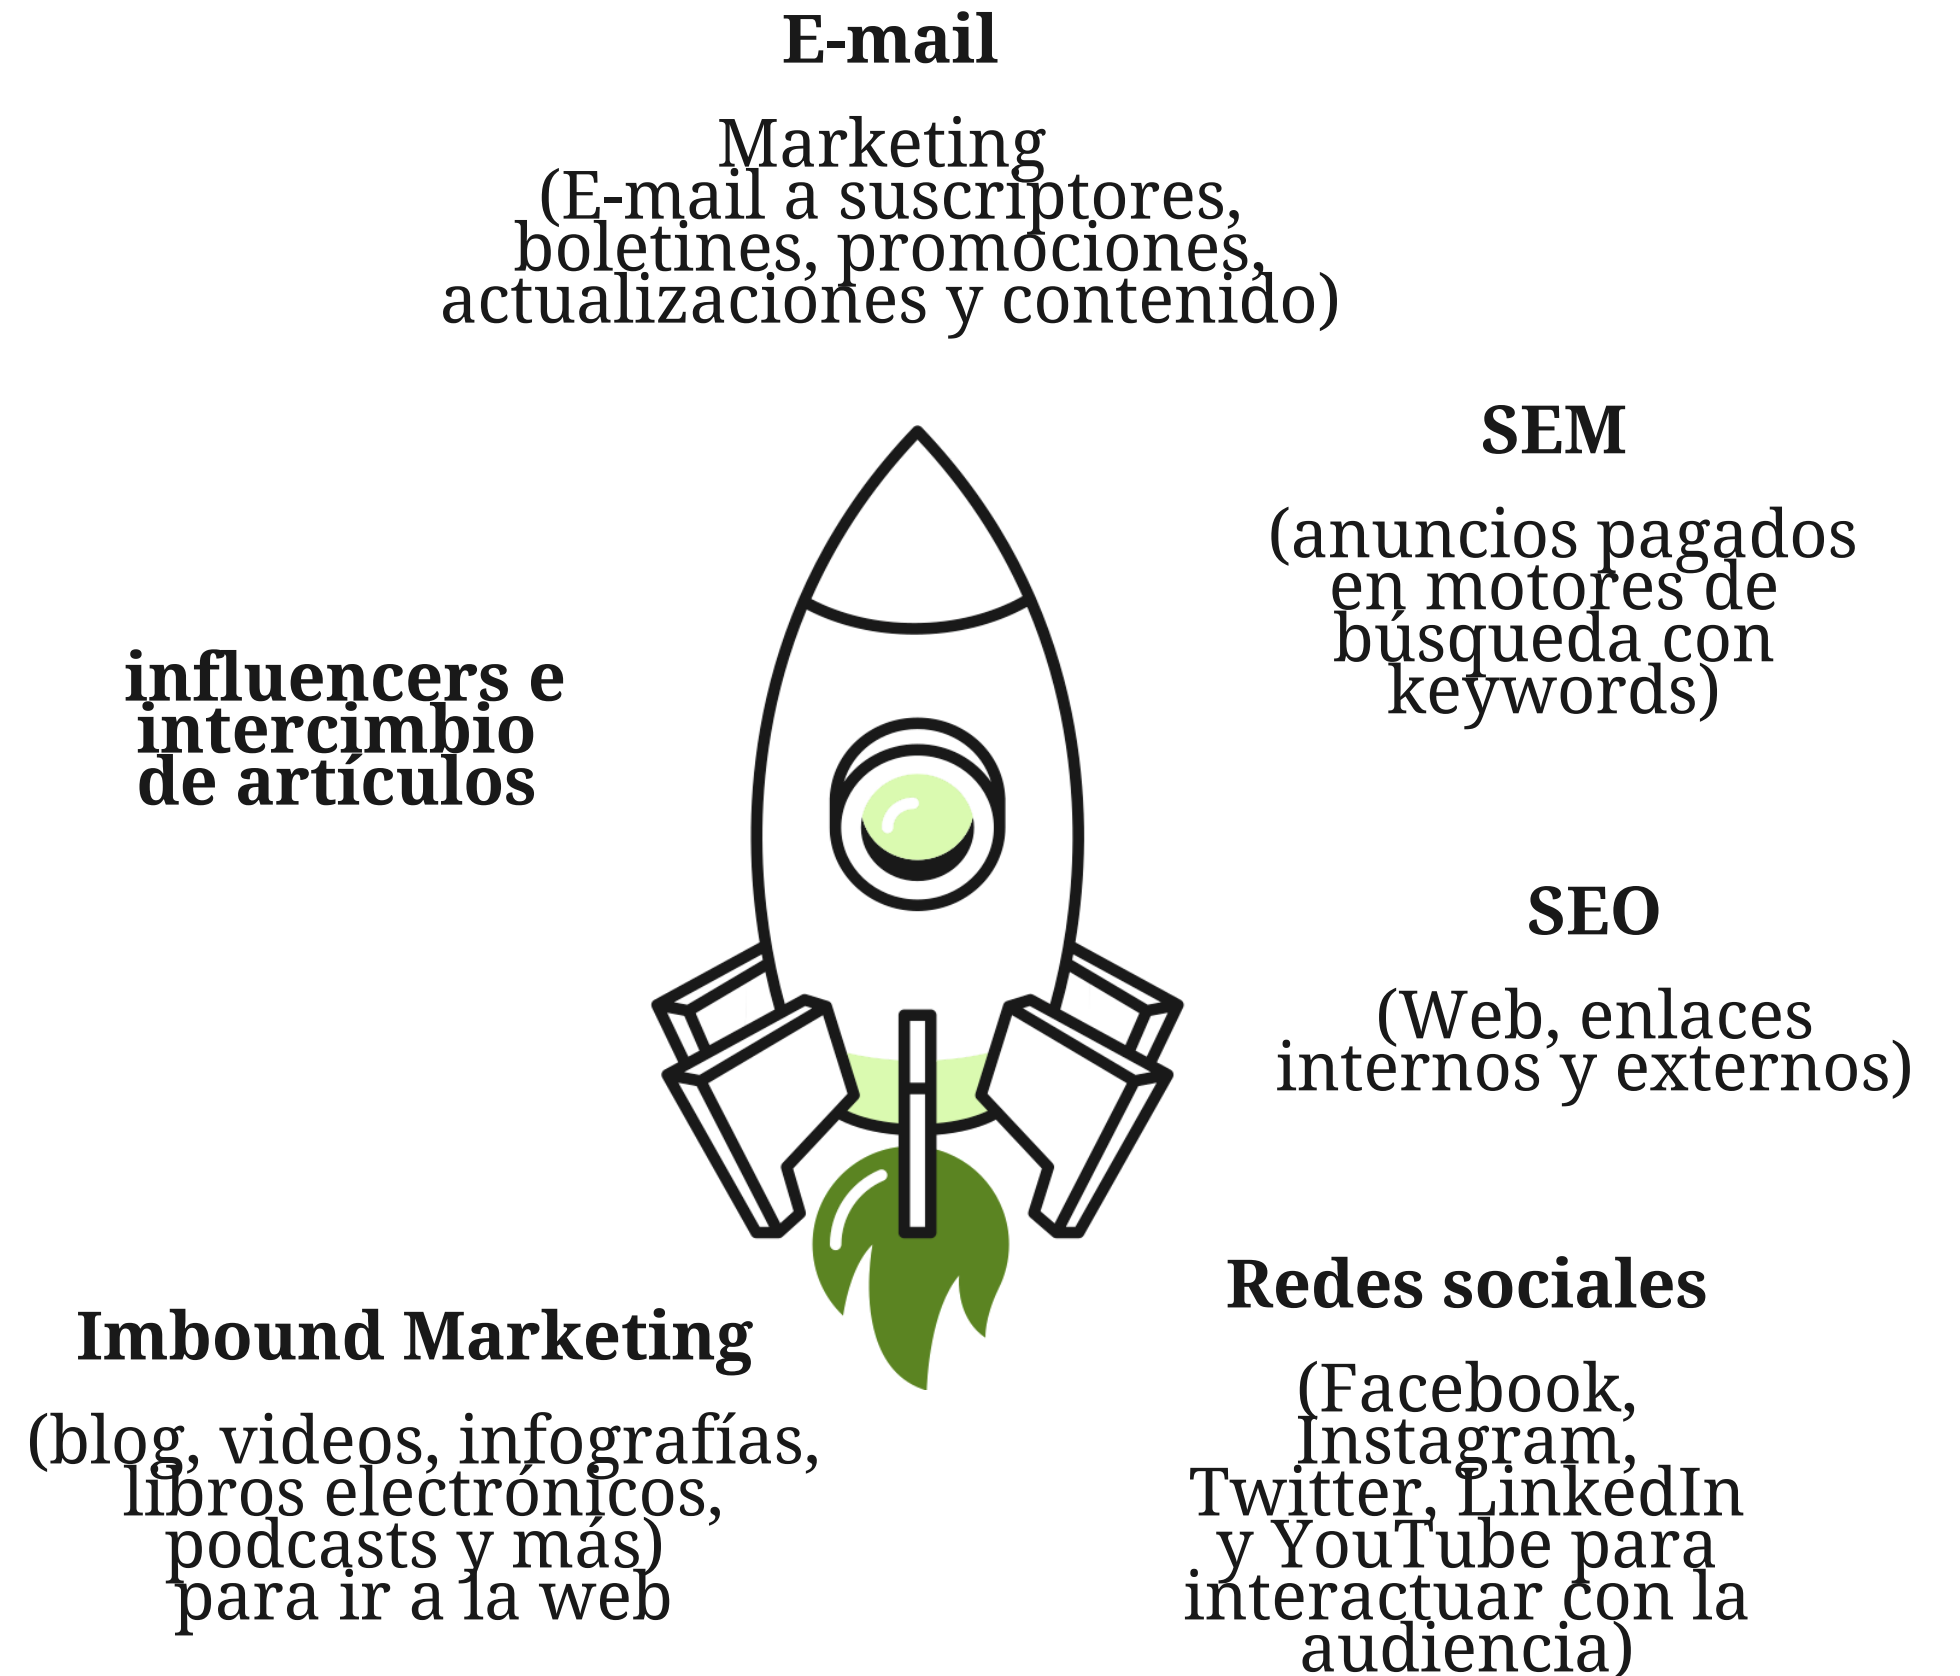 E-mail
Marketing
(E-mail a suscriptores,
boletines, promociones,
actualizaciones y contenido)
SEM
(anuncios pagados
en motores de
búsqueda con
keywords)
influencers e
intercimbio
de artículos
SEO
(Web, enlaces
internos y externos)
Redes sociales
(Facebook,
Instagram,
Twitter, LinkedIn
y YouTube para
interactuar con la
audiencia)
Imbound Marketing
(blog, videos, infografías,
libros electrónicos,
podcasts y más)
para ir a la web